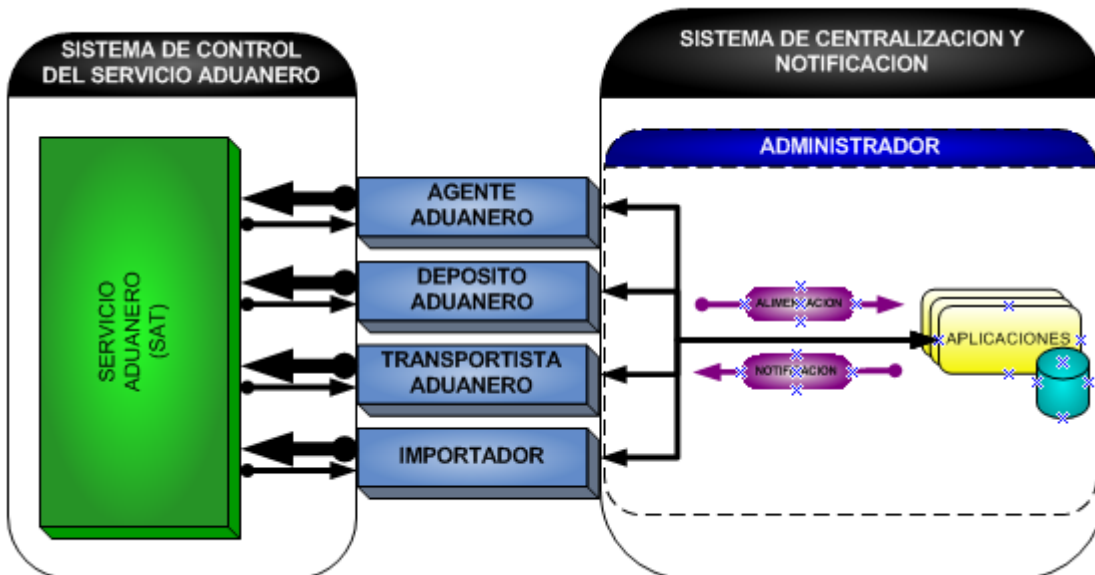 SISTEMA DE CONTROL
DEL SERVICIO ADUANERO
SISTEMA DE CENTRALIZACION Y
NOTIFICACION
ADMINISTRADOR
SERVICIO
ADUANERO
(SAT)
AGENTE
ADUANERO
DEPOSITO
ADUANERO
TRANSPORTISTA
ADUANERO
IMPORTADOR
ALIMENTACION
NOTIFICACION
APLICACIONES